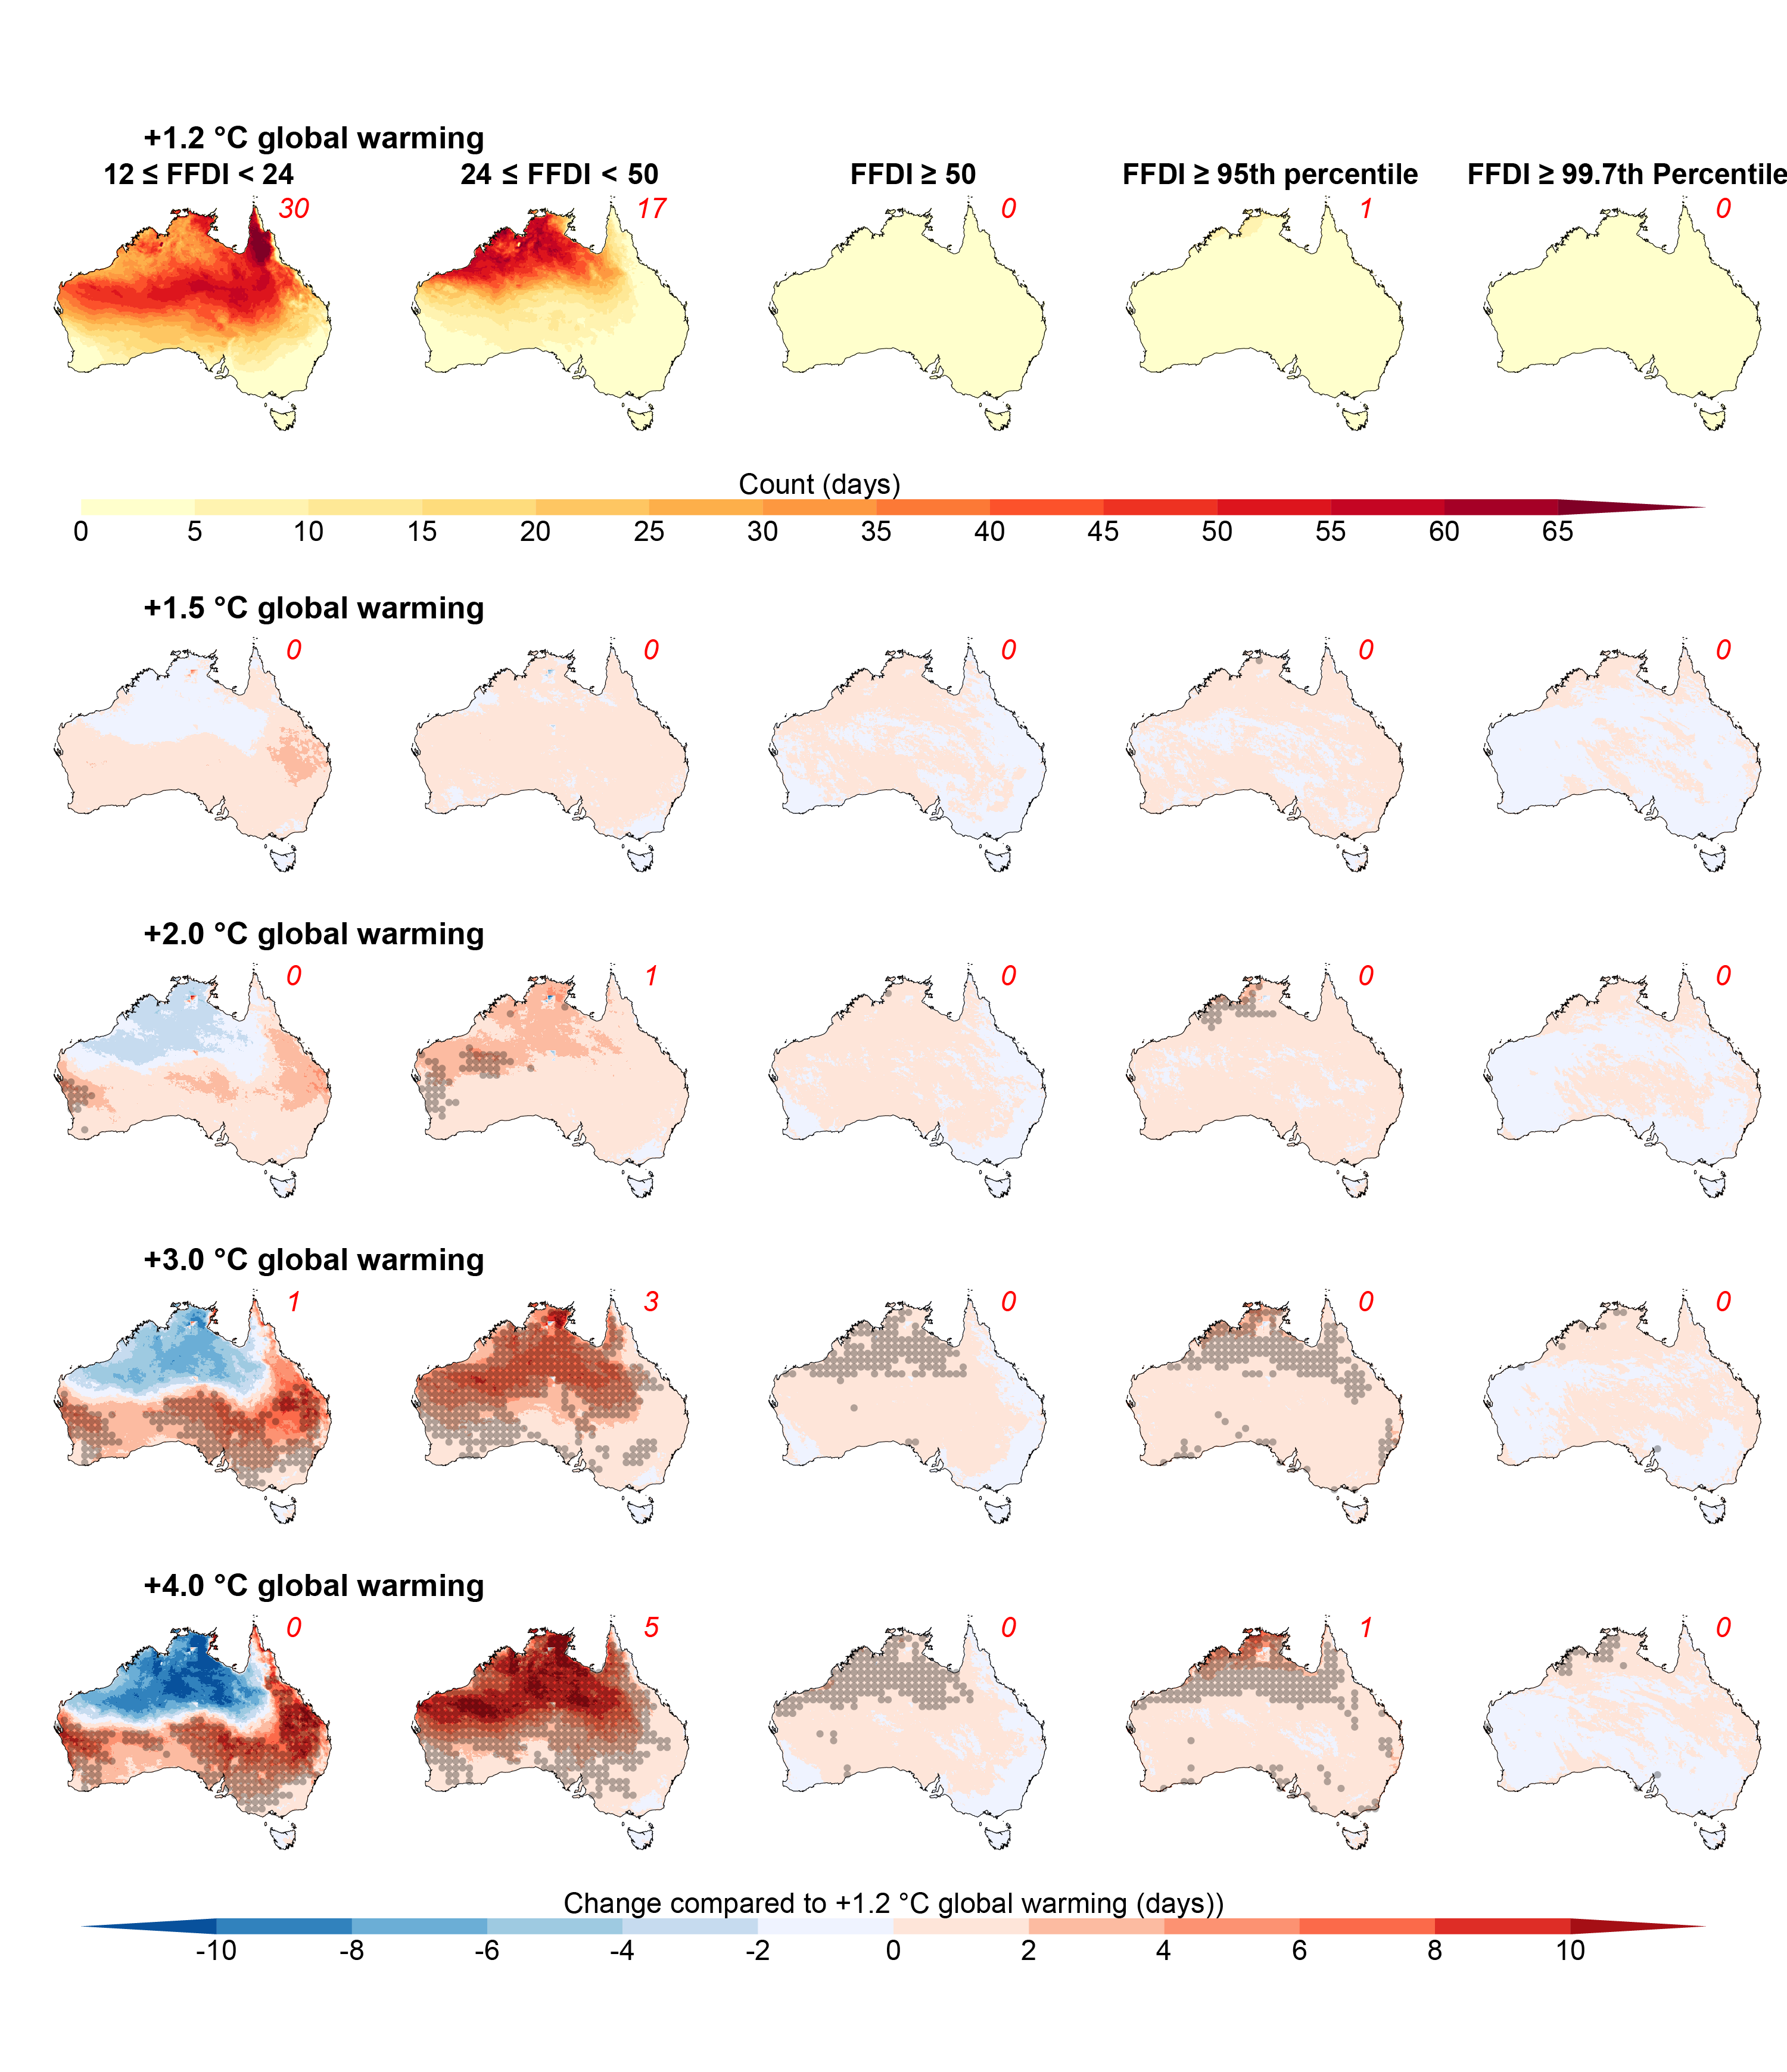 +1.2 °C global warming
12 ≤ FFDI < 24 24 ≤ FFDI < 50 FFDI ≥ 50 FFDI ≥ 95th percentile FFDI ≥ 99.7th Percentile
30 17 0 1 0
Count (days)
0 5 10 15 20 25 30 35 40 45 50 55 60 65
+1.5 °C global warming
0 0 0 0 0
+2.0 °C global warming
0 1 0 0 0
+3.0 °C global warming
1 3 0 0 0
+4.0 °C global warming
0 5 0 1 0
Change compared to +1.2 °C global warming (days))
-10 -8 -6 -4 -2 0 2 4 6 8 10